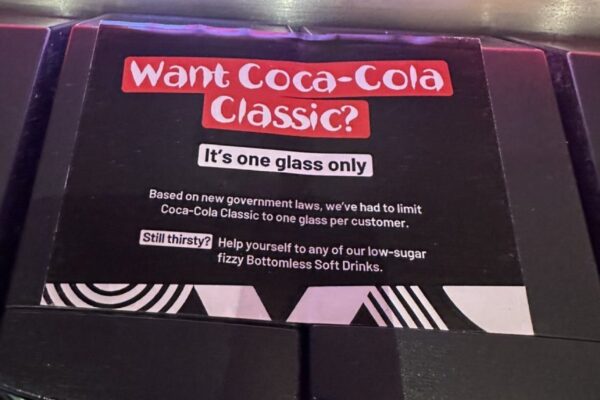 Want Coca-Cola
Classic?
It's one glass only
Based on new government laws, we've had to limit
Coca-Cola Classic to one glass per customer.
Still thirsty? Help yourself to any of our low-sugar
fizzy Bottomless Soft Drinks.